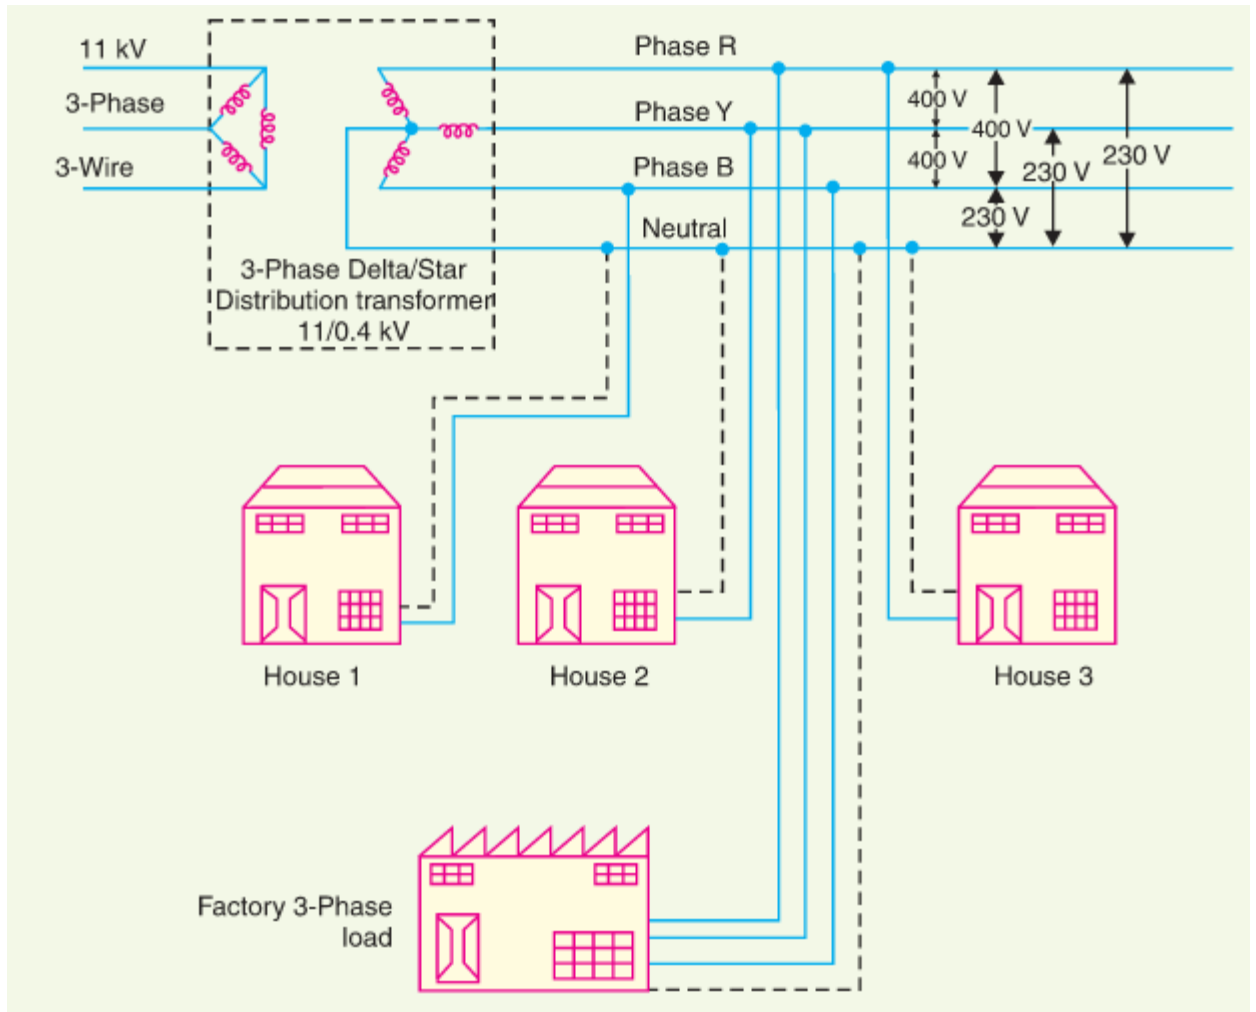 11 kV
3-Phase
3-Wire
Phase R
Phase Y
Phase B
Neutral
400 V
400 V
400 V
230 V
230 V
230 V
3-Phase Delta/Star
Distribution transformer
11/0.4 kV
House 1
House 2
House 3
Factory 3-Phase
load